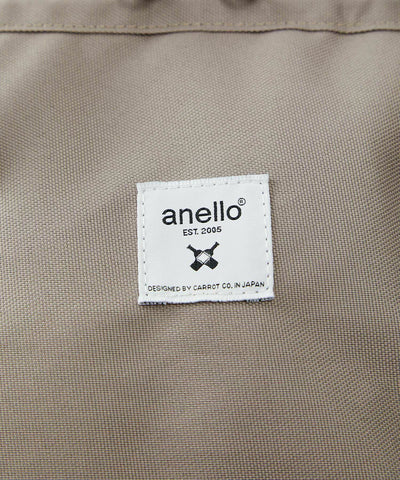 anello®
EST. 2005
DESIGNED BY CARROT CO, IN JAPAN